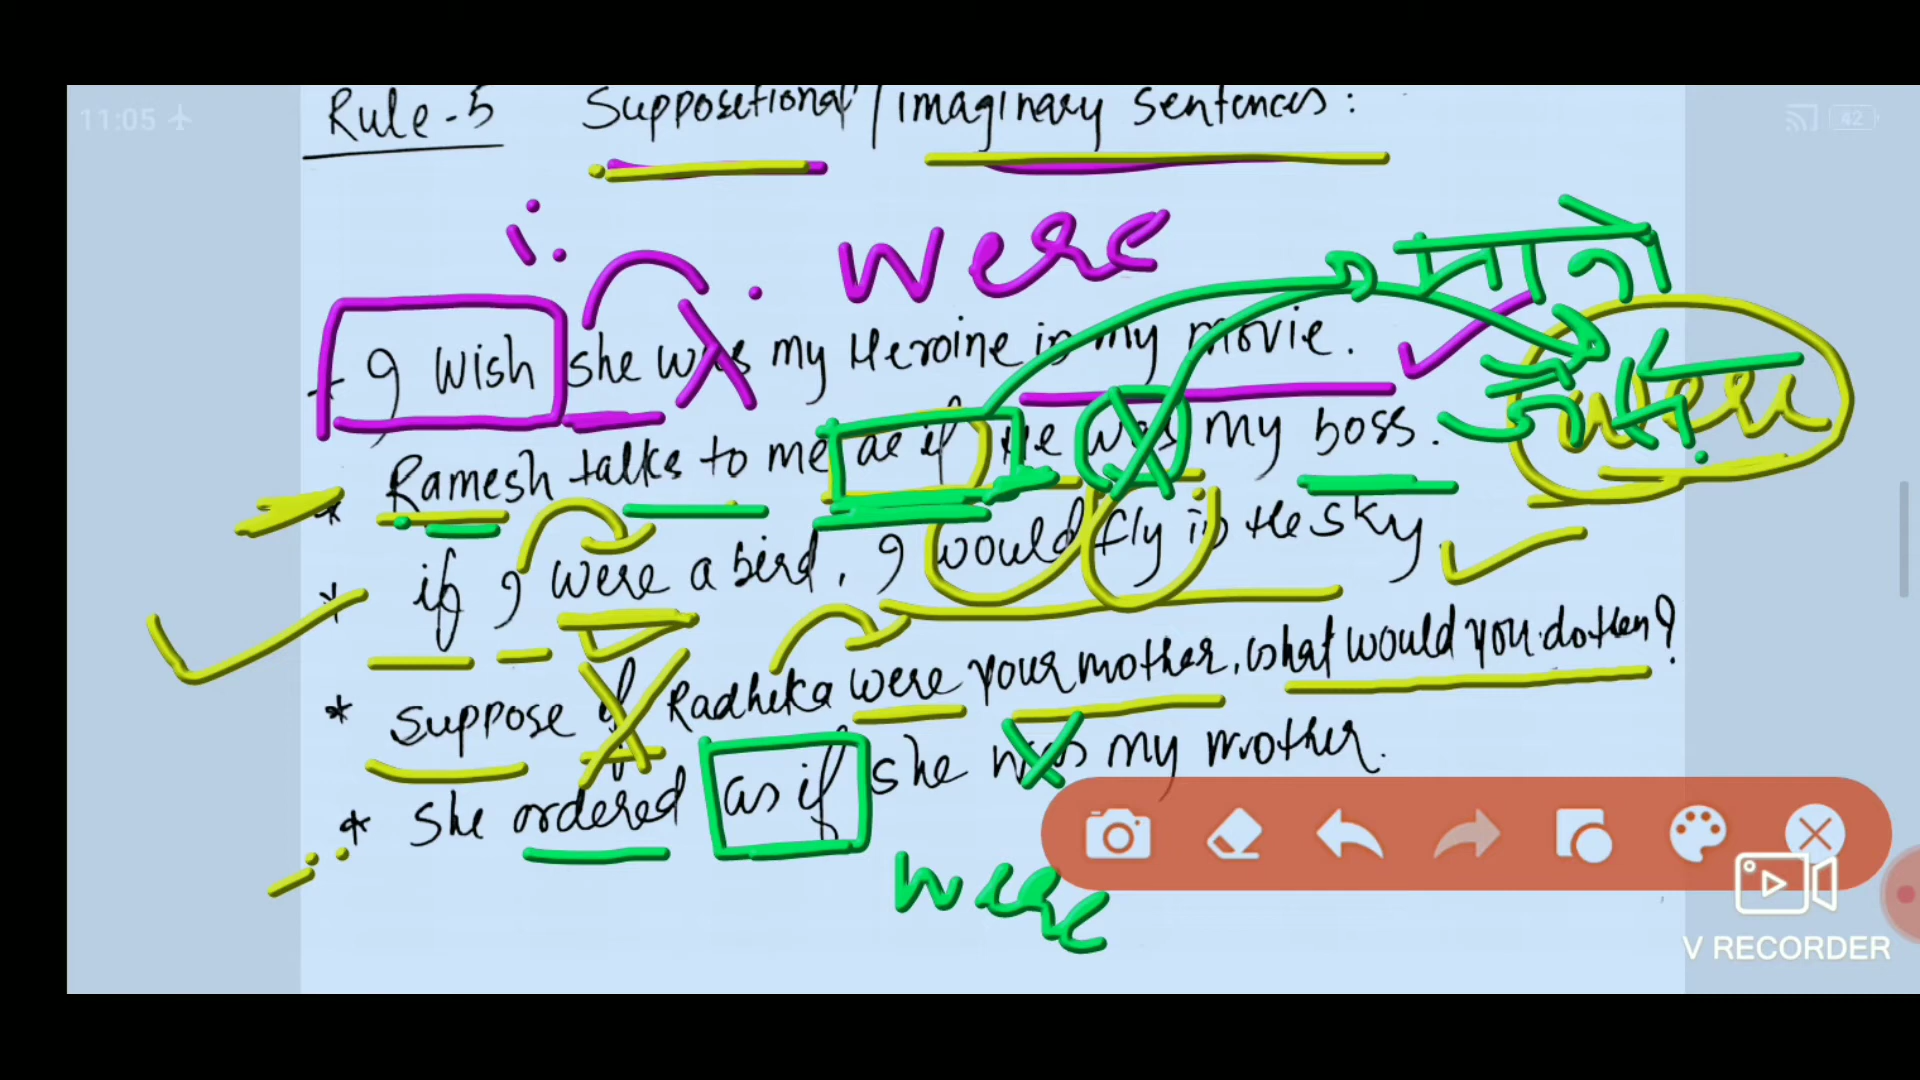 11:05
42
Rule-5 Suppositional / imaginary Sentences:
were
I wish she was my Heroine in my movie.
Ramesh talks to me as if he was my boss.
were
* if I were a bird, I would fly in the sky
* suppose if Radhika were your mother, what would you do then?
* she ordered as if she was my mother.
were
V RECORDER